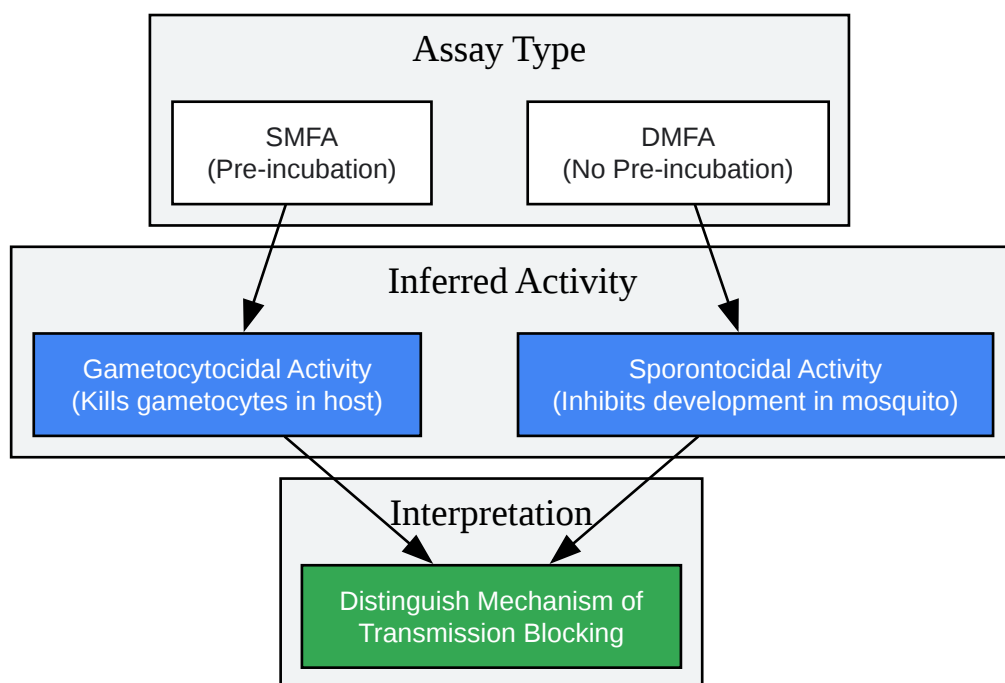 Assay Type
SMFA
(Pre-incubation)
DMFA
(No Pre-incubation)
Inferred Activity
Gametocytocidal Activity
(Kills gametocytes in host)
Sporontocidal Activity
(Inhibits development in mosquito)
Interpretation
Distinguish Mechanism of
Transmission Blocking